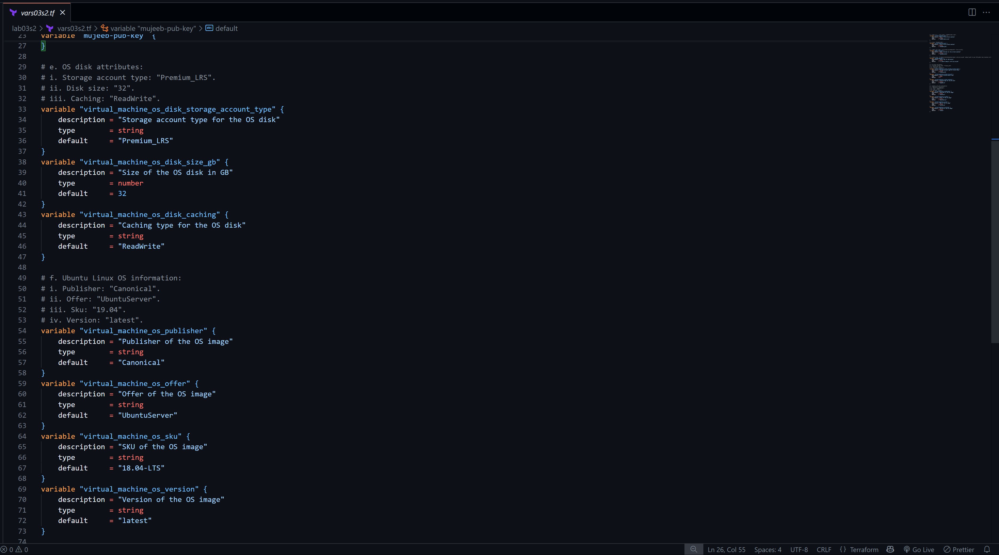 vars03s2.tf
lab03s2 > vars03s2.tf > variable "mujeeb-pub-key" > abc default
23 variable "mujeeb-pub-key" {
27 }
28
29 # e. OS disk attributes:
30 # i. Storage account type: "Premium_LRS".
31 # ii. Disk size: "32".
32 # iii. Caching: "ReadWrite".
33 variable "virtual_machine_os_disk_storage_account_type" {
34     description = "Storage account type for the OS disk"
35     type        = string
36     default     = "Premium_LRS"
37 }
38 variable "virtual_machine_os_disk_size_gb" {
39     description = "Size of the OS disk in GB"
40     type        = number
41     default     = 32
42 }
43 variable "virtual_machine_os_disk_caching" {
44     description = "Caching type for the OS disk"
45     type        = string
46     default     = "ReadWrite"
47 }
48
49 # f. Ubuntu Linux OS information:
50 # i. Publisher: "Canonical".
51 # ii. Offer: "UbuntuServer".
52 # iii. Sku: "19.04".
53 # iv. Version: "latest".
54 variable "virtual_machine_os_publisher" {
55     description = "Publisher of the OS image"
56     type        = string
57     default     = "Canonical"
58 }
59 variable "virtual_machine_os_offer" {
60     description = "Offer of the OS image"
61     type        = string
62     default     = "UbuntuServer"
63 }
64 variable "virtual_machine_os_sku" {
65     description = "SKU of the OS image"
66     type        = string
67     default     = "18.04-LTS"
68 }
69 variable "virtual_machine_os_version" {
70     description = "Version of the OS image"
71     type        = string
72     default     = "latest"
73 }
74
0 0 Ln 26, Col 55 Spaces: 4 UTF-8 CRLF {} Terraform Go Live Prettier